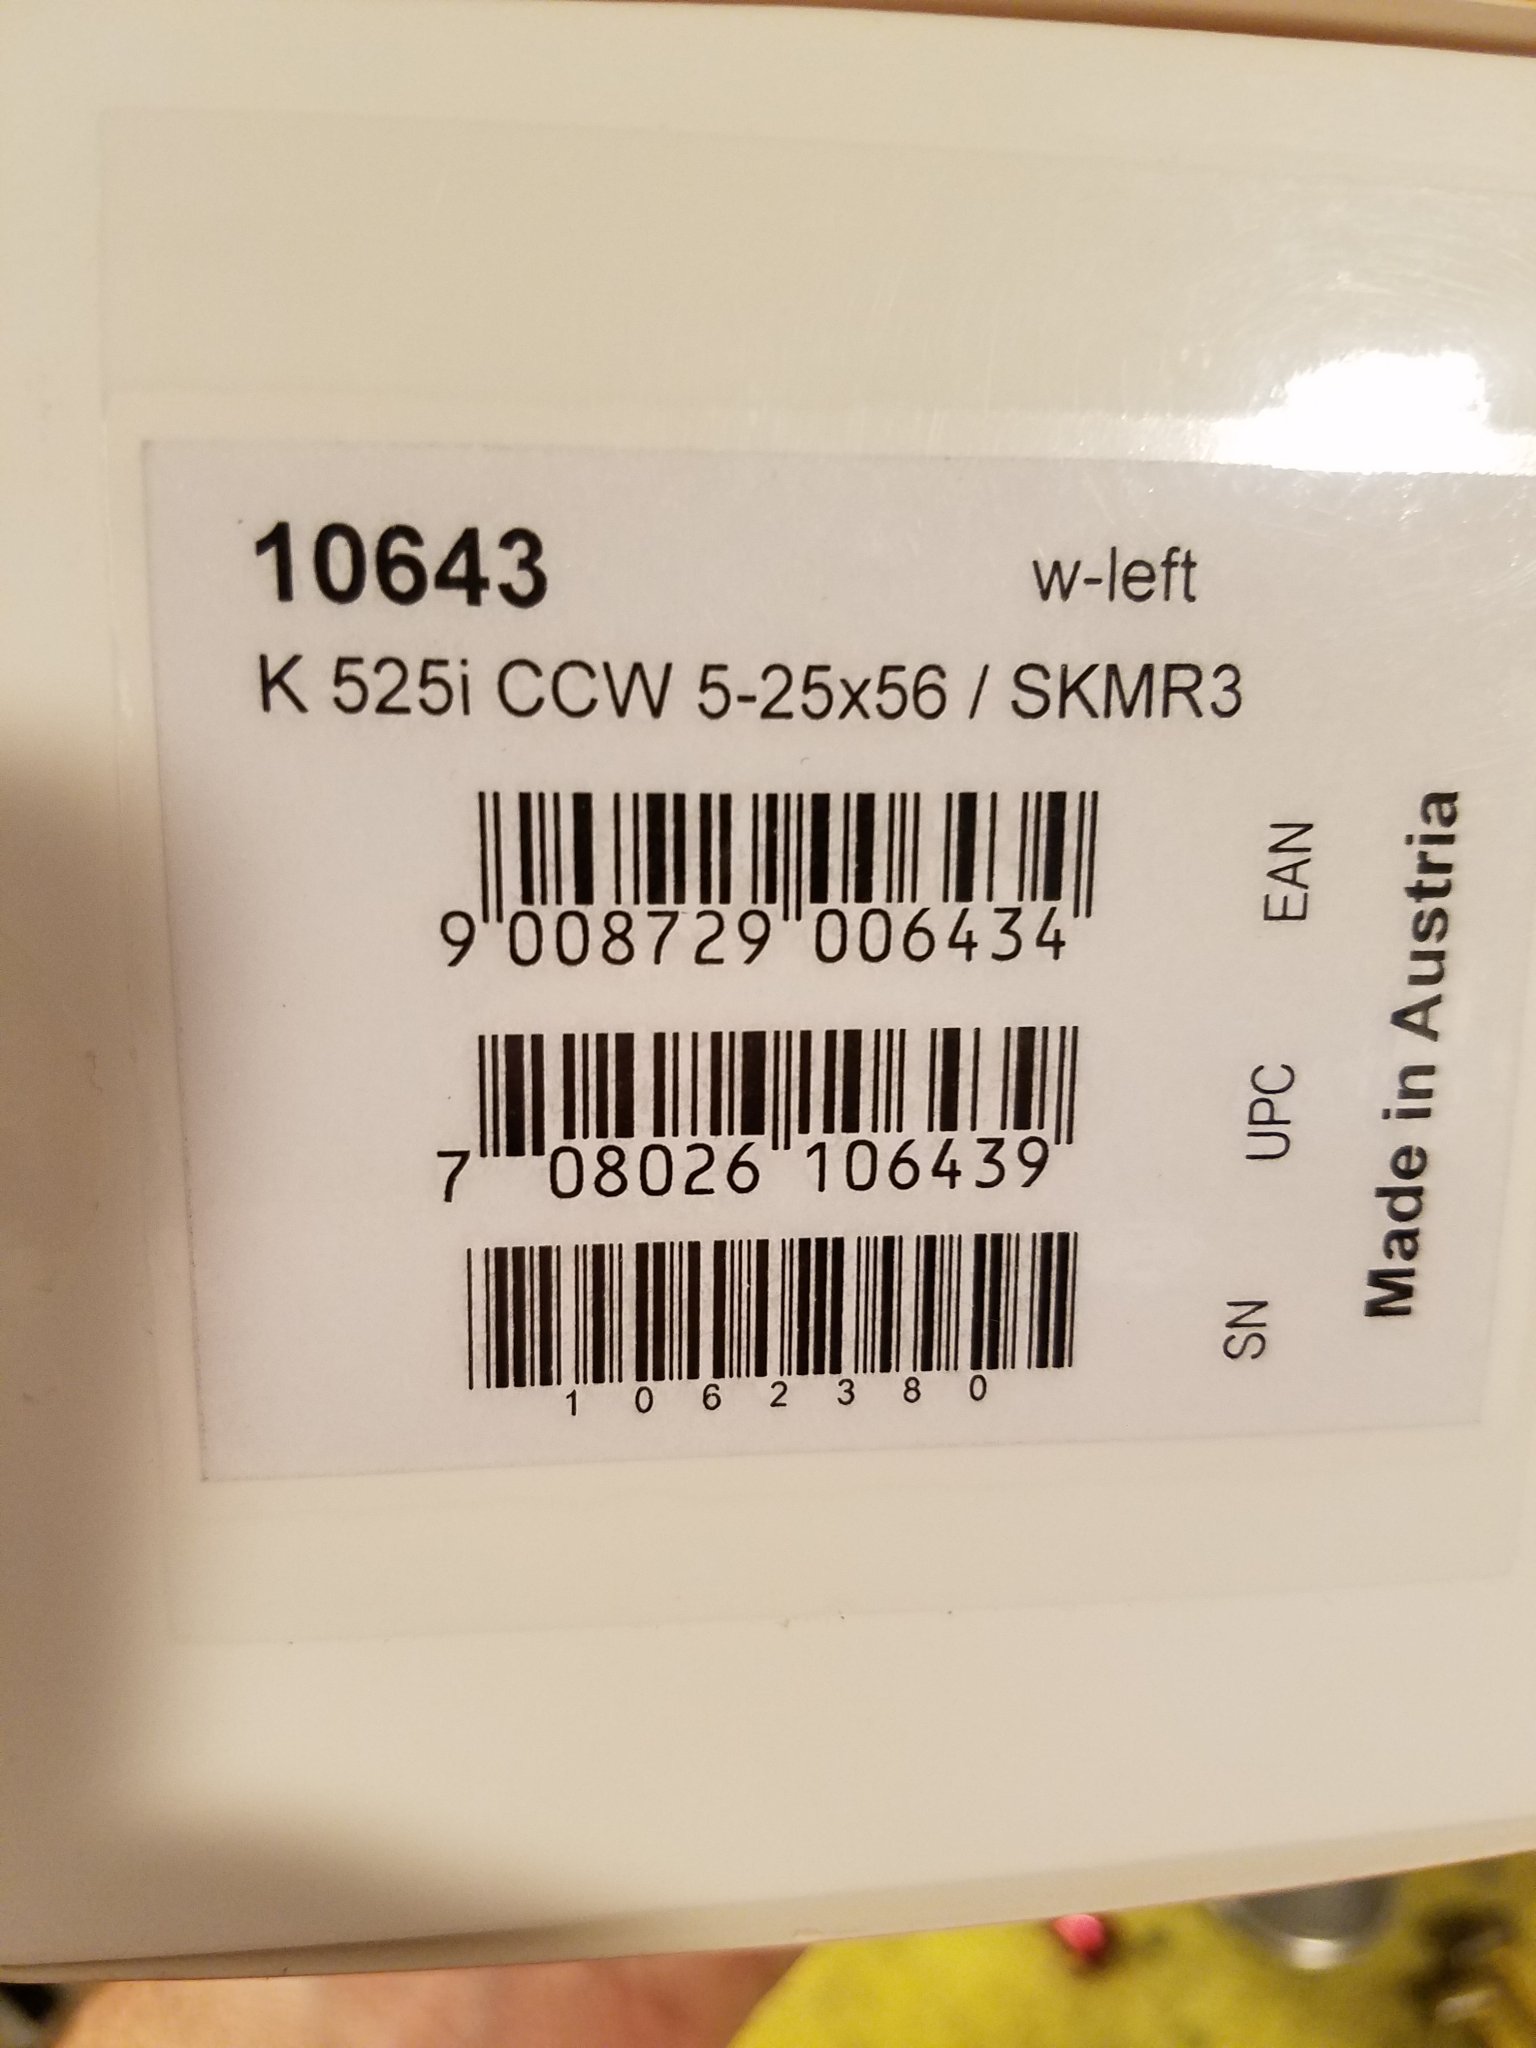 10643 w-left
K 525i CCW 5-25x56 / SKMR3
9 008729 006434 EAN
7 08026 106439 UPC
1062380 SN
Made in Austria